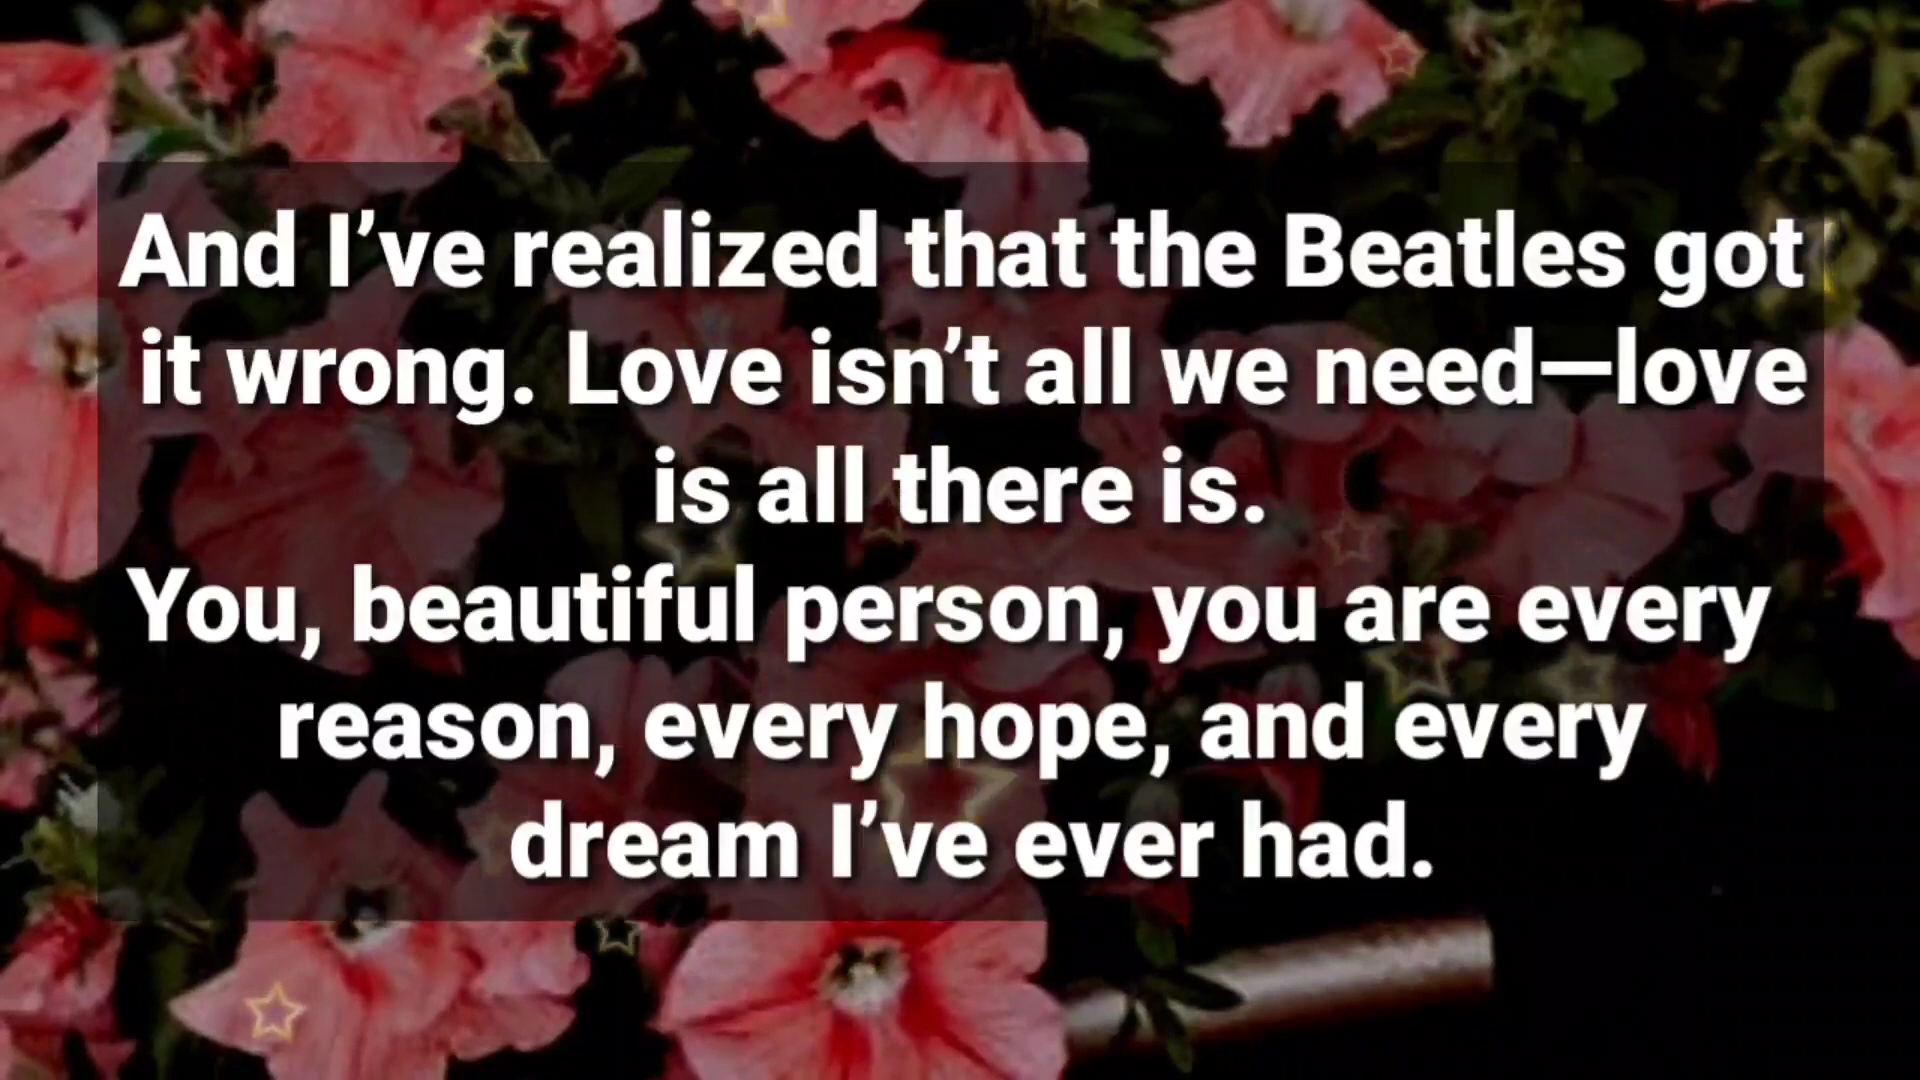 And I’ve realized that the Beatles got
it wrong. Love isn’t all we need—love
is all there is.
You, beautiful person, you are every
reason, every hope, and every
dream I’ve ever had.